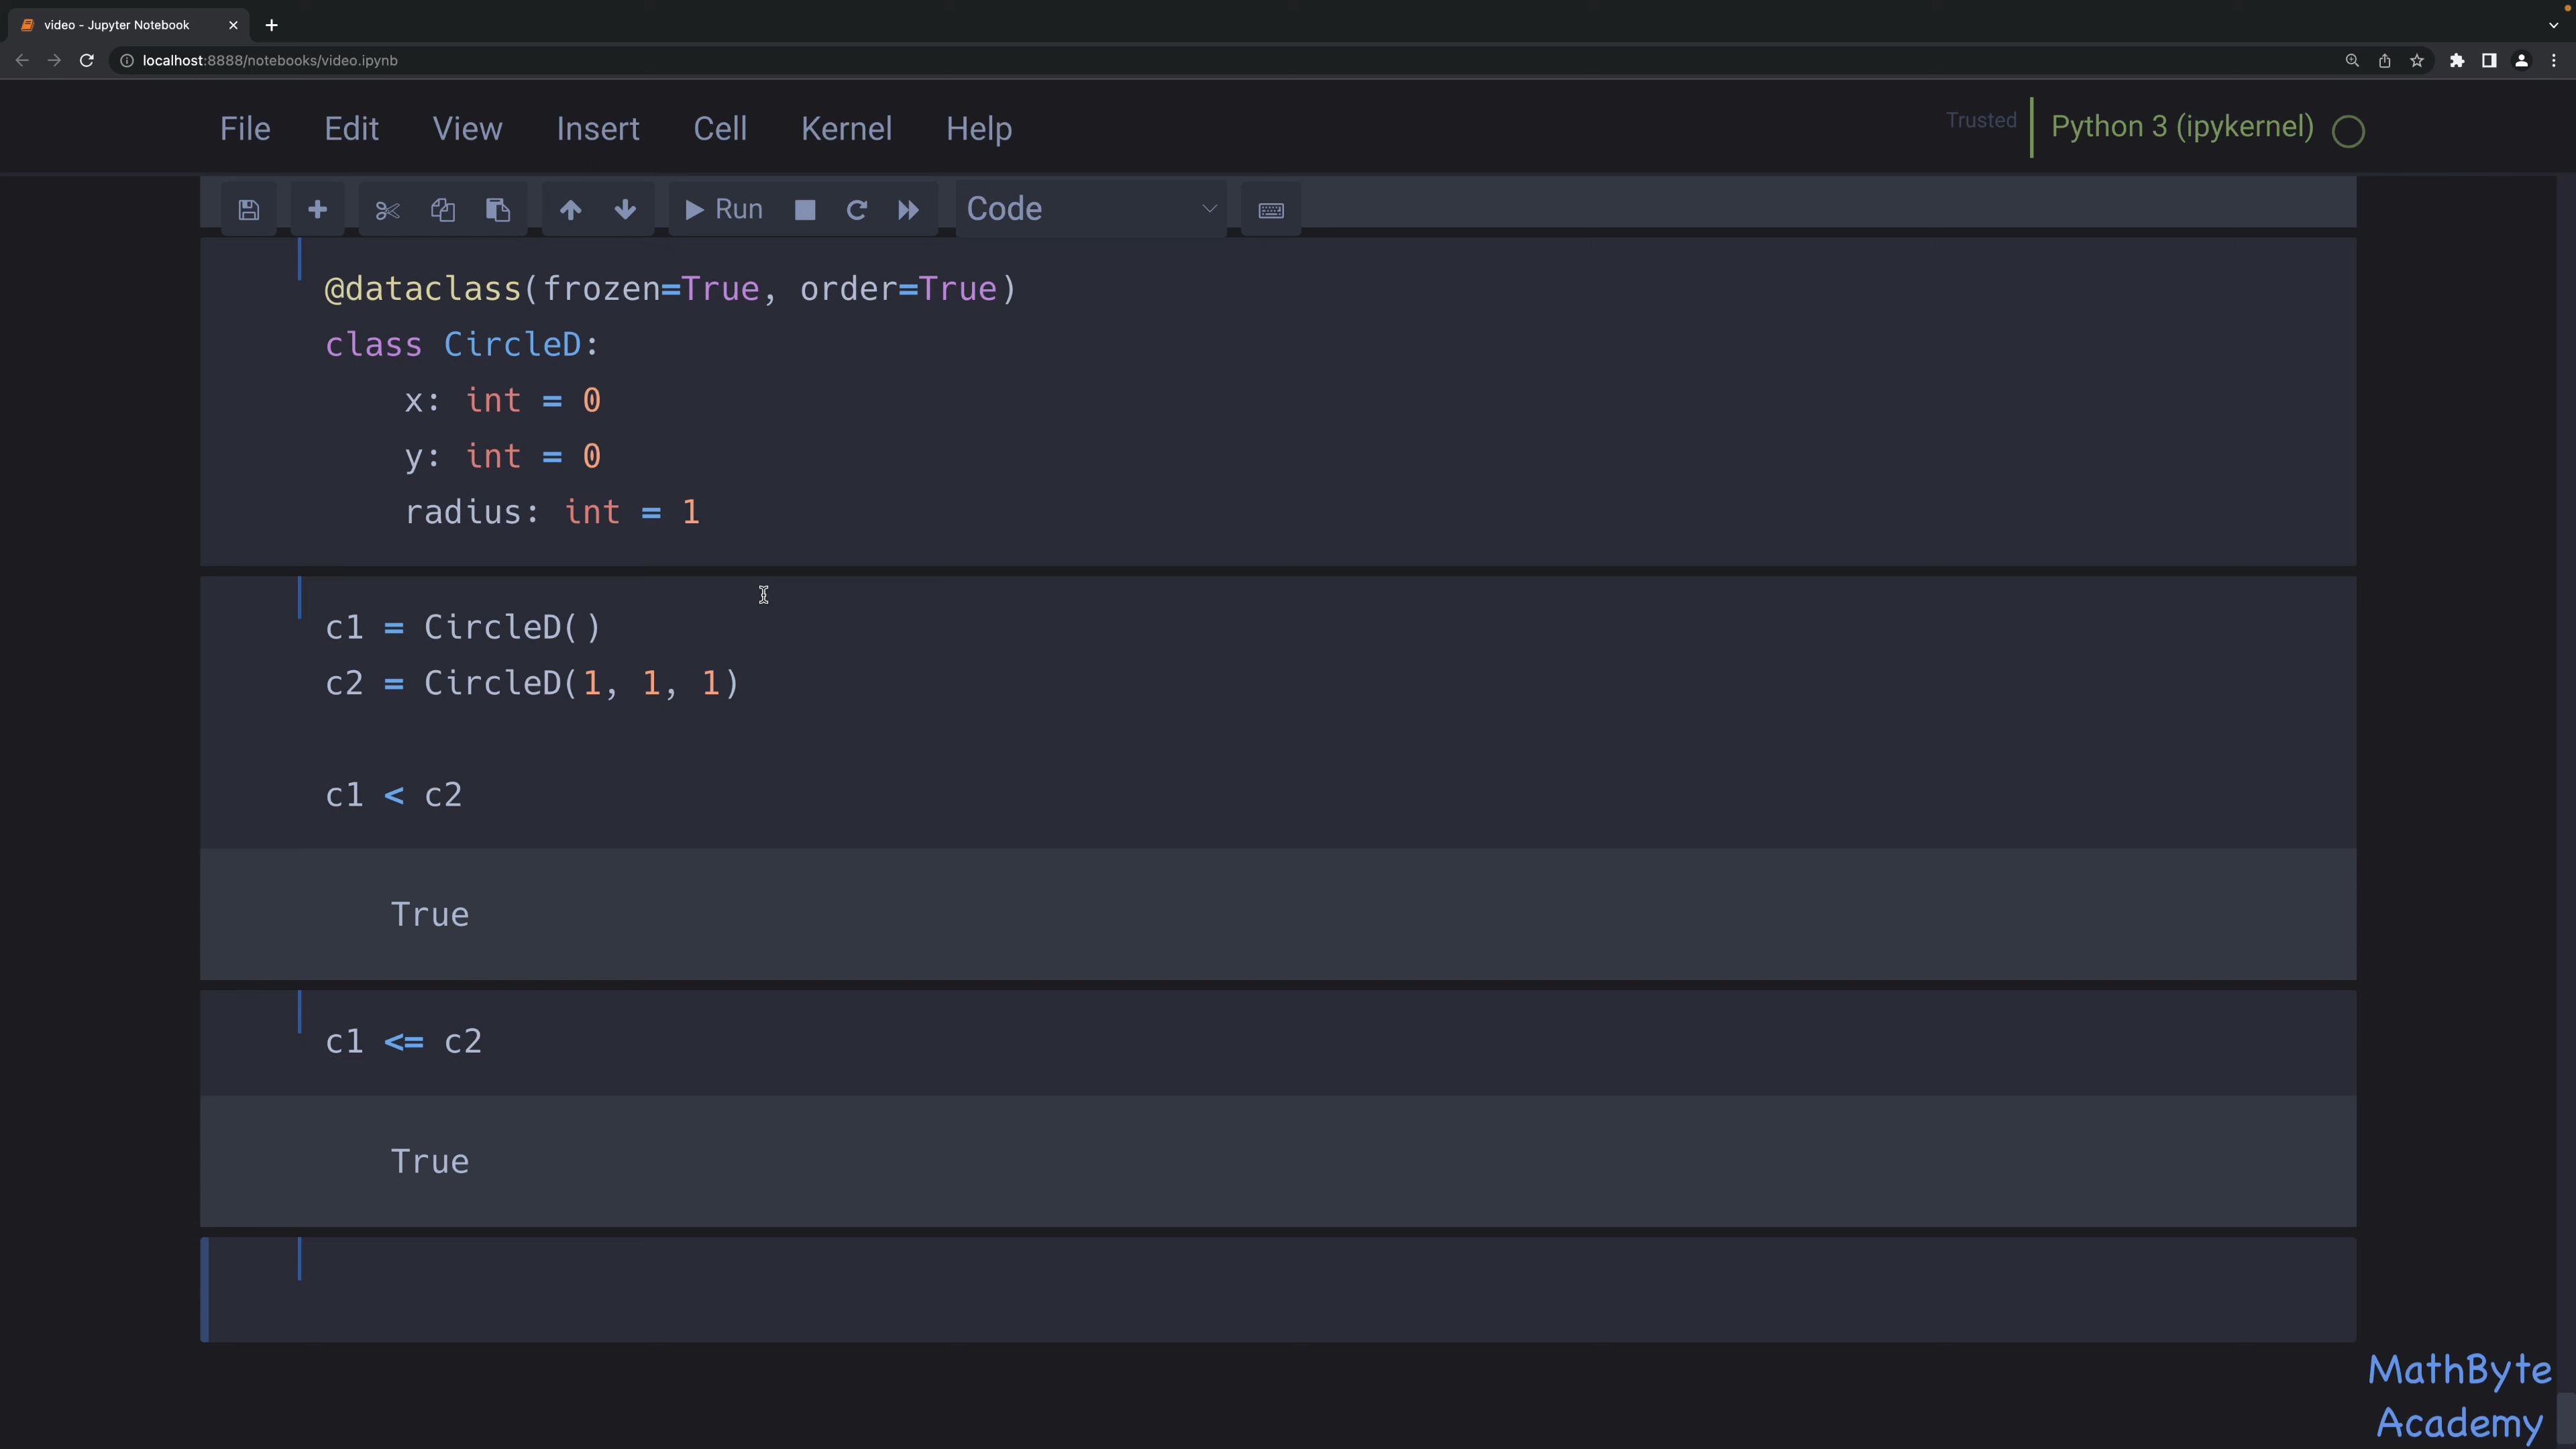 video - Jupyter Notebook
localhost:8888/notebooks/video.ipynb
File Edit View Insert Cell Kernel Help Trusted Python 3 (ipykernel)
Run Code
@dataclass(frozen=True, order=True)
class CircleD:
    x: int = 0
    y: int = 0
    radius: int = 1
c1 = CircleD()
c2 = CircleD(1, 1, 1)
c1 < c2
True
c1 <= c2
True
MathByte
Academy